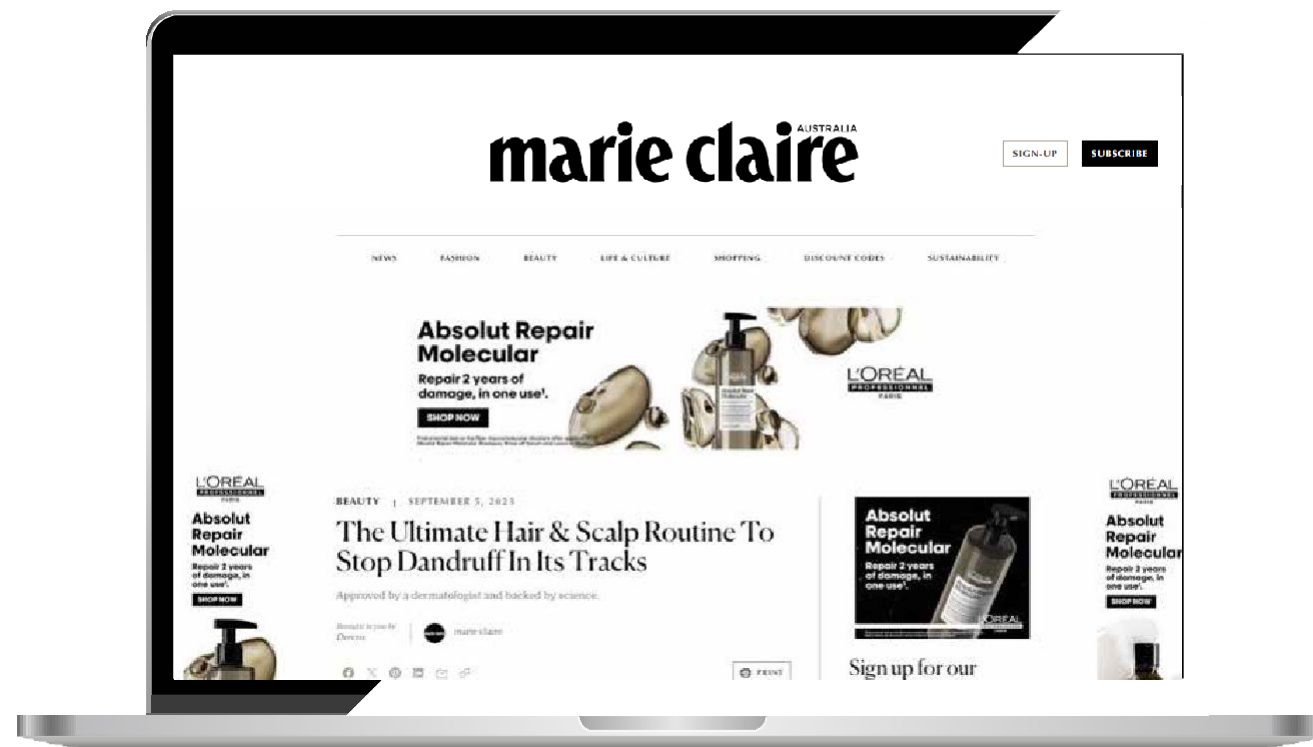 AUSTRALIA
marie claire
SIGN-UP
SUBSCRIBE
NEWS
FASHION
BEAUTY
LIFE & CULTURE
SHOPPING
DISCOUNT CODES
SUSTAINABILITY
Absolut Repair
Molecular
Repair 2 years of
damage, in one use¹.
SHOP NOW
L'ORÉAL
PROFESSIONNEL
PARIS
L'ORÉAL
PROFESSIONNEL
PARIS
Absolut
Repair
Molecular
Repair 2 years
of damage, in
one use¹.
SHOP NOW
BEAUTY | SEPTEMBER 5, 2023
The Ultimate Hair & Scalp Routine To
Stop Dandruff In Its Tracks
Approved by a dermatologist and backed by science.
Brought to you by
marie claire
PRINT
Absolut
Repair
Molecular
Repair 2 years of
damage, in
one use¹.
L'ORÉAL
Sign up for our
L'ORÉAL
PROFESSIONNEL
PARIS
Absolut
Repair
Molecular
Repair 2 years
of damage, in
one use¹.
SHOP NOW